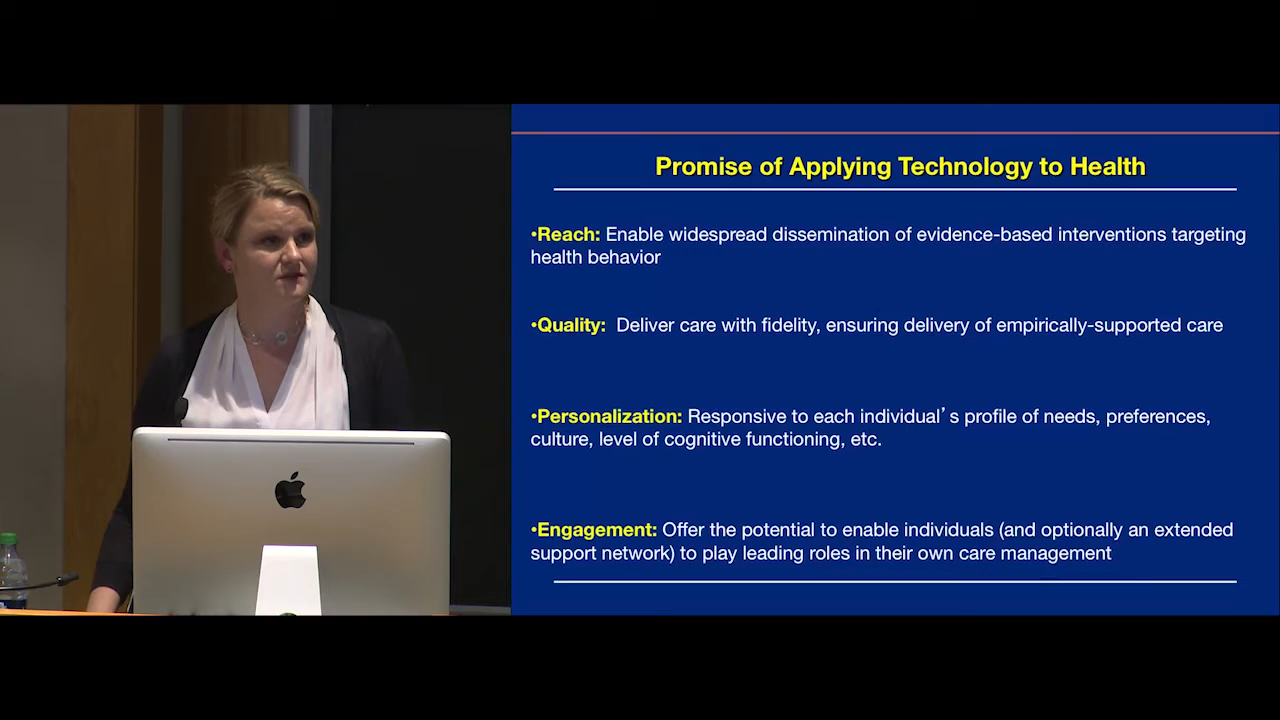 Promise of Applying Technology to Health
•Reach: Enable widespread dissemination of evidence-based interventions targeting
health behavior
•Quality:  Deliver care with fidelity, ensuring delivery of empirically-supported care
•Personalization: Responsive to each individual’s profile of needs, preferences,
culture, level of cognitive functioning, etc.
•Engagement: Offer the potential to enable individuals (and optionally an extended
support network) to play leading roles in their own care management